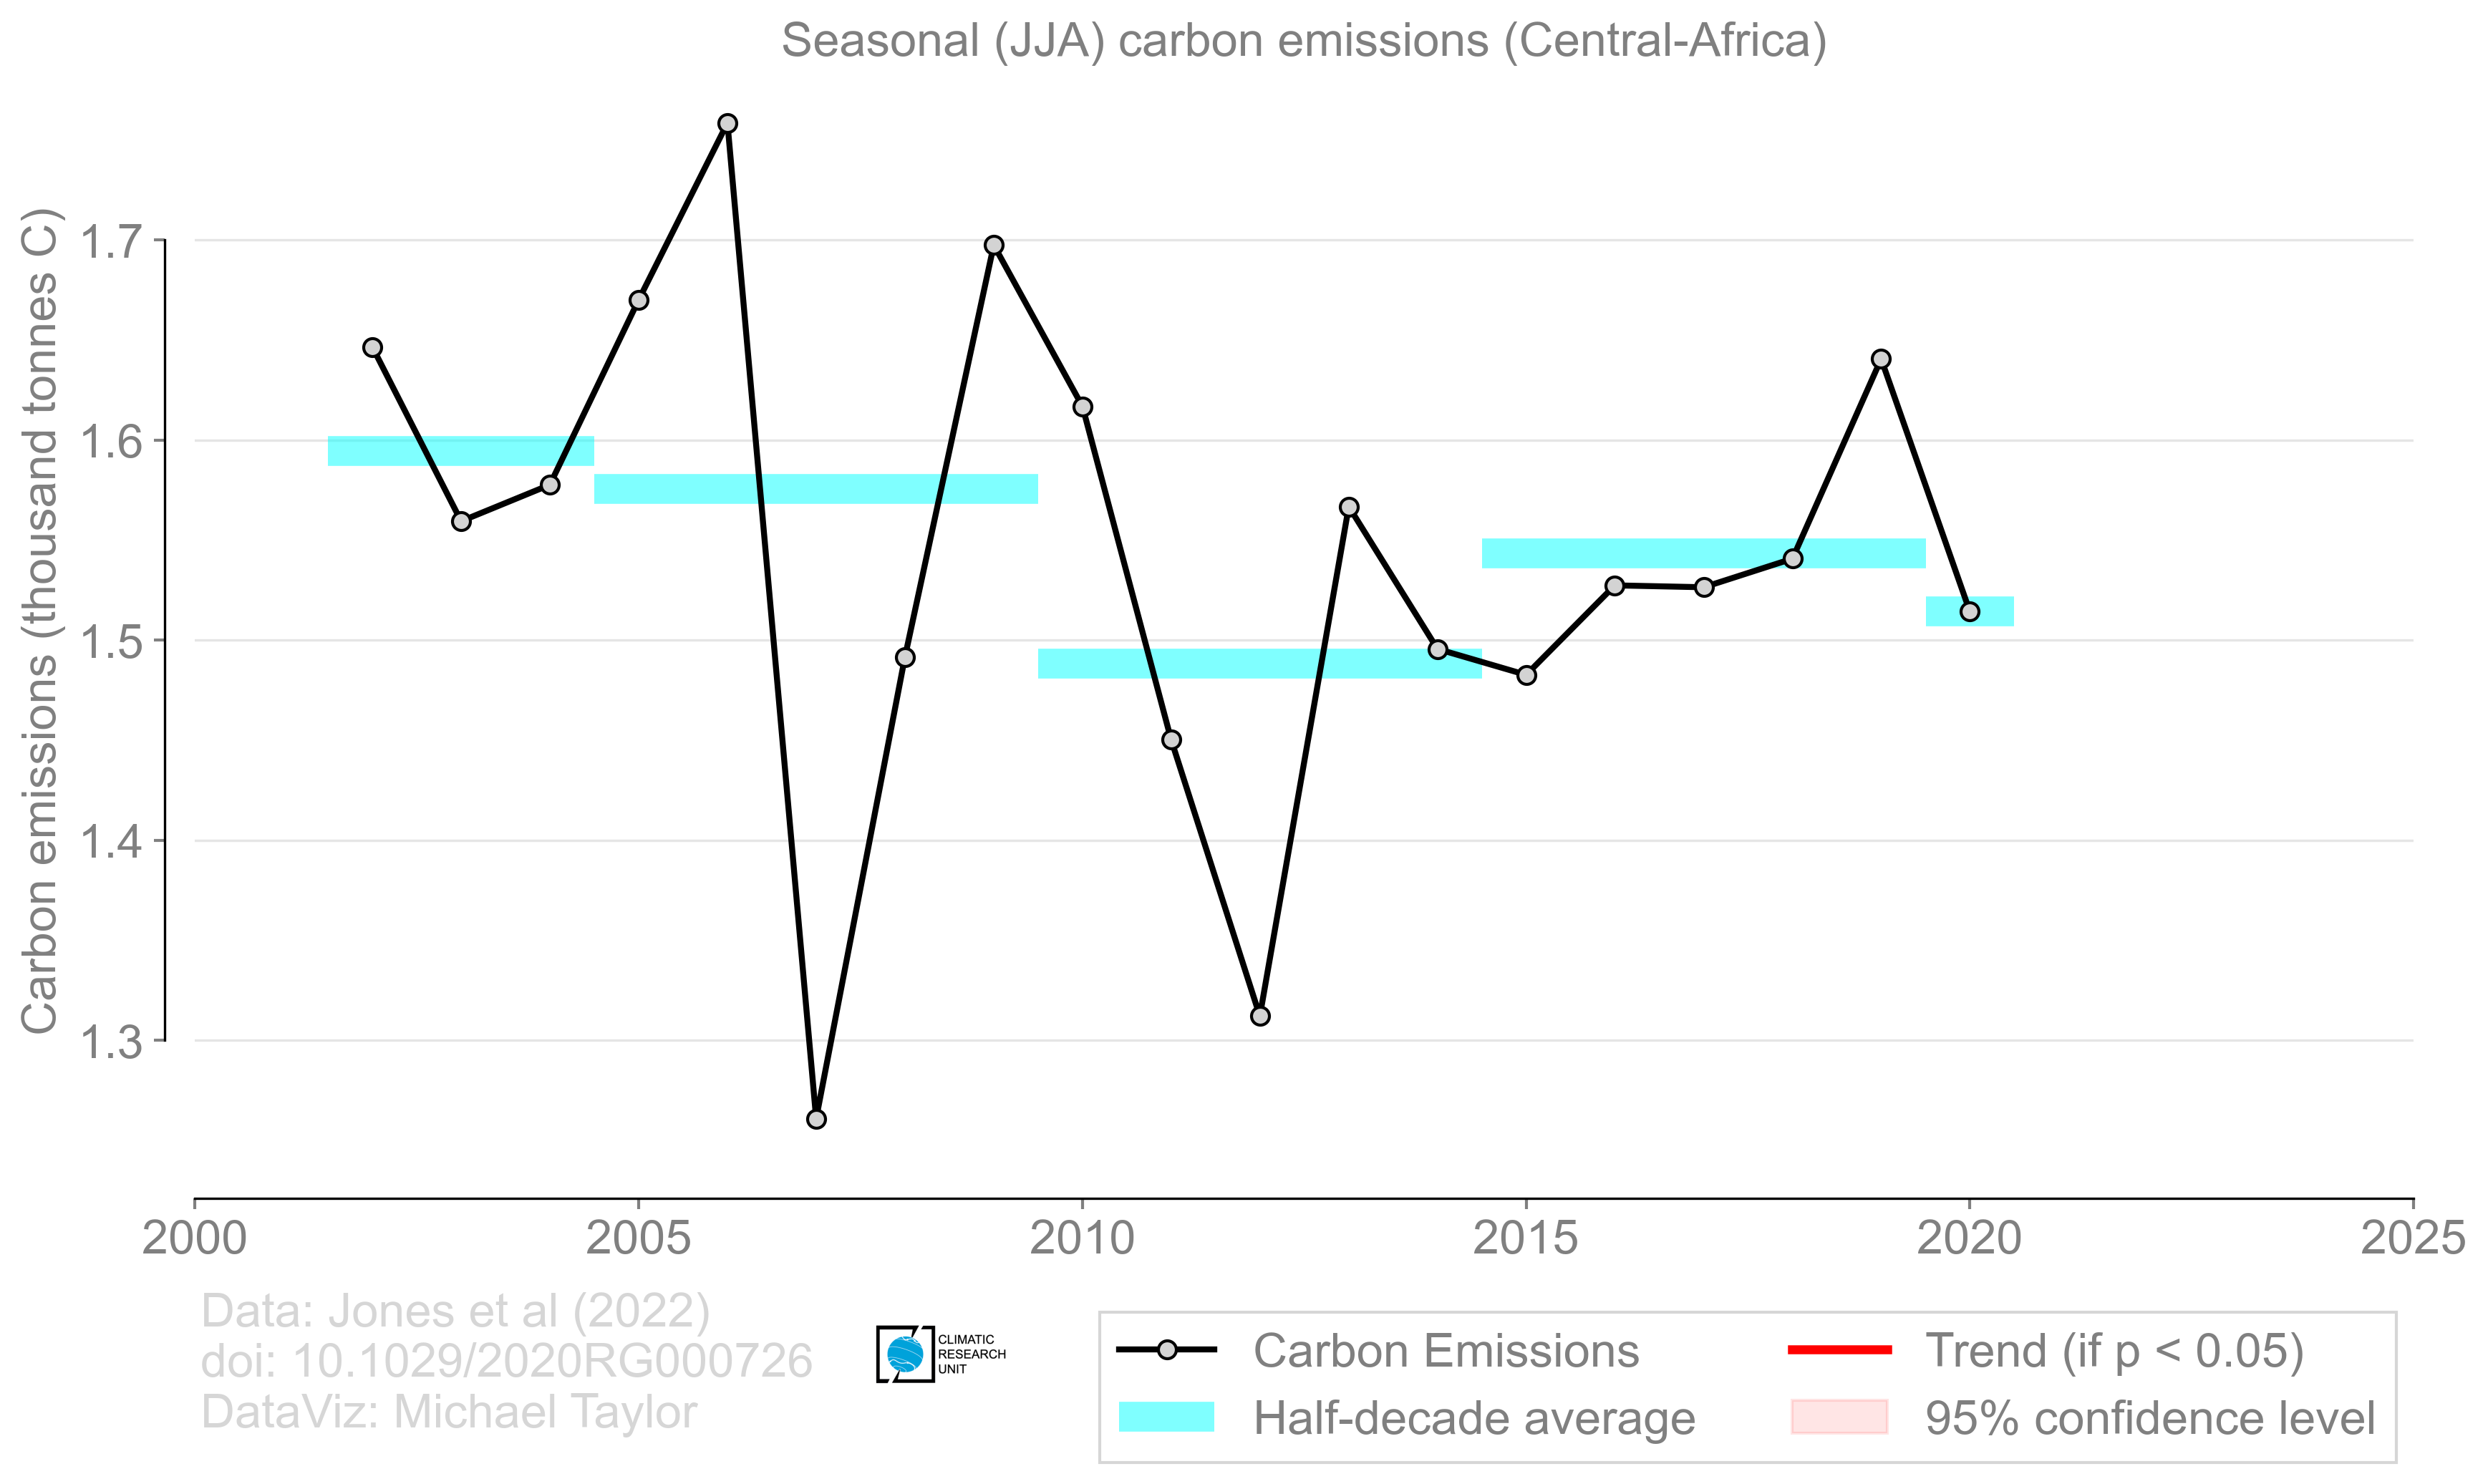 Seasonal (JJA) carbon emissions (Central-Africa)
Carbon emissions (thousand tonnes C)
1.7
1.6
1.5
1.4
1.3
2000
2005
2010
2015
2020
2025
Data: Jones et al (2022)
doi: 10.1029/2020RG000726
DataViz: Michael Taylor
CLIMATIC
RESEARCH
UNIT
Carbon Emissions
Half-decade average
Trend (if p < 0.05)
95% confidence level